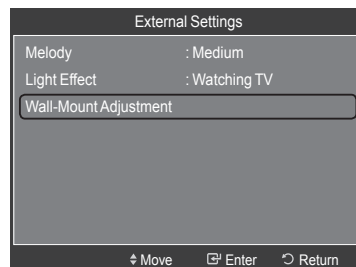 External Settings
Melody : Medium
Light Effect : Watching TV
Wall-Mount Adjustment
Move Enter Return